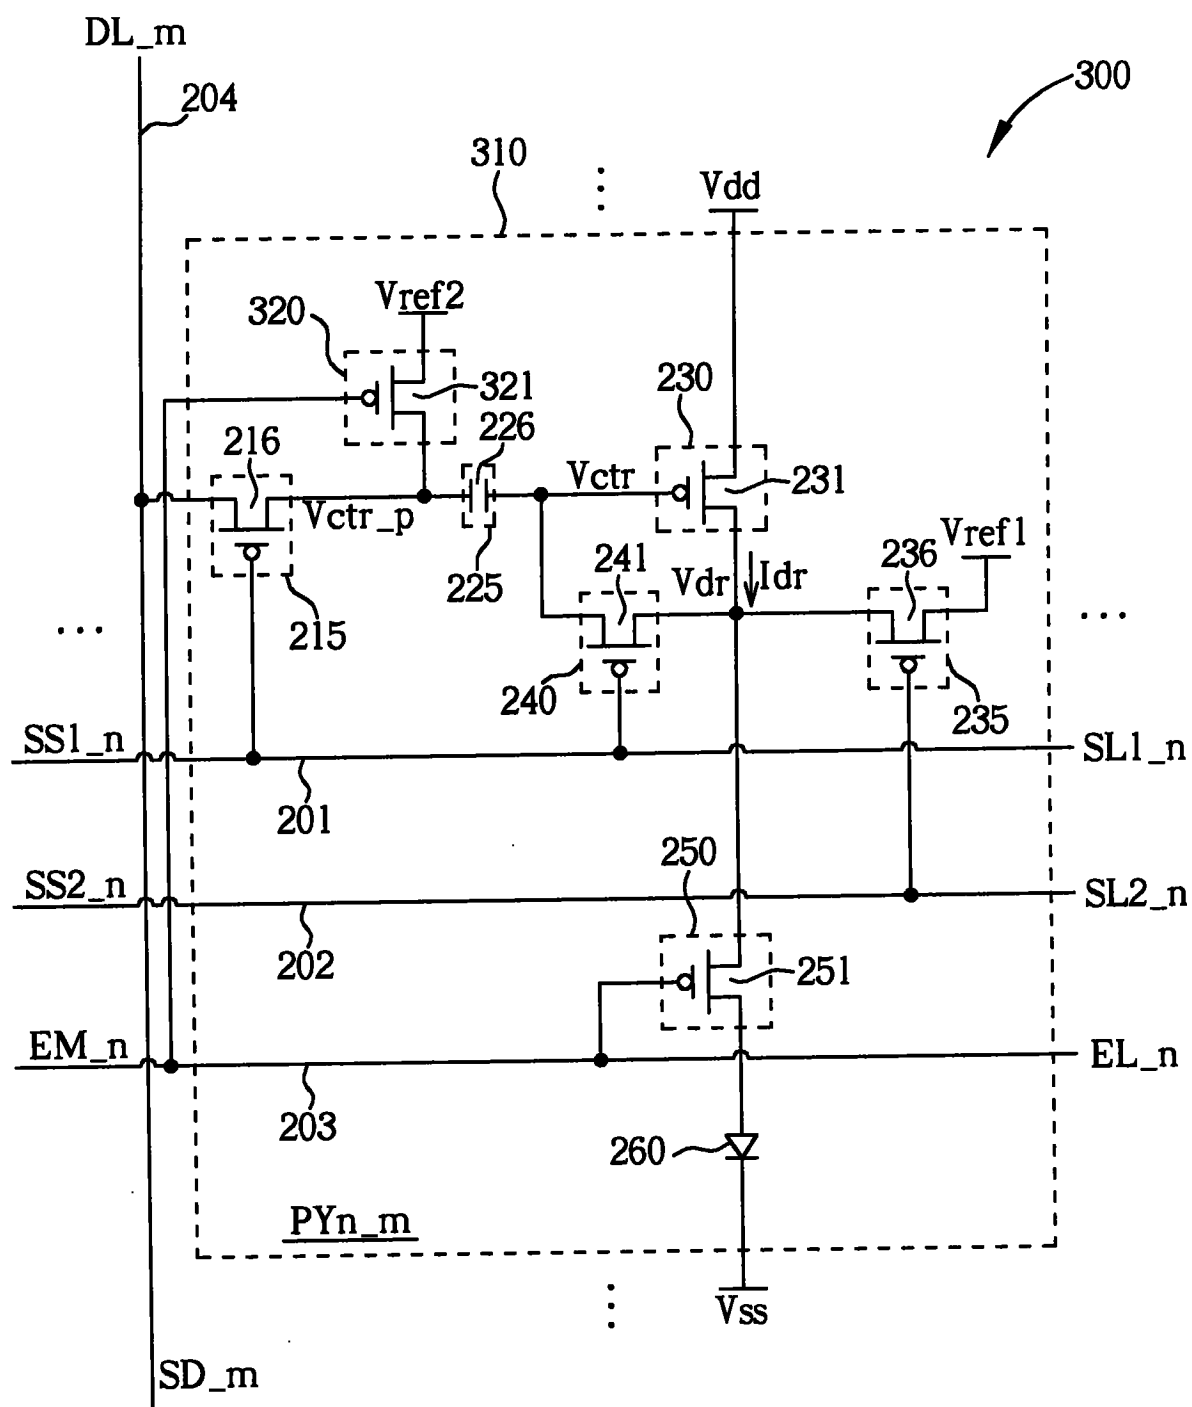 DL_m
204
300
310
Vdd
Vref2
320
321
230
226
216
Vctr
231
Vctr_p
Vref1
241
236
Vdr
Idr
225
215
240
235
SS1_n
SL1_n
201
250
SS2_n
SL2_n
202
251
EM_n
EL_n
203
260
PYn_m
Vss
SD_m